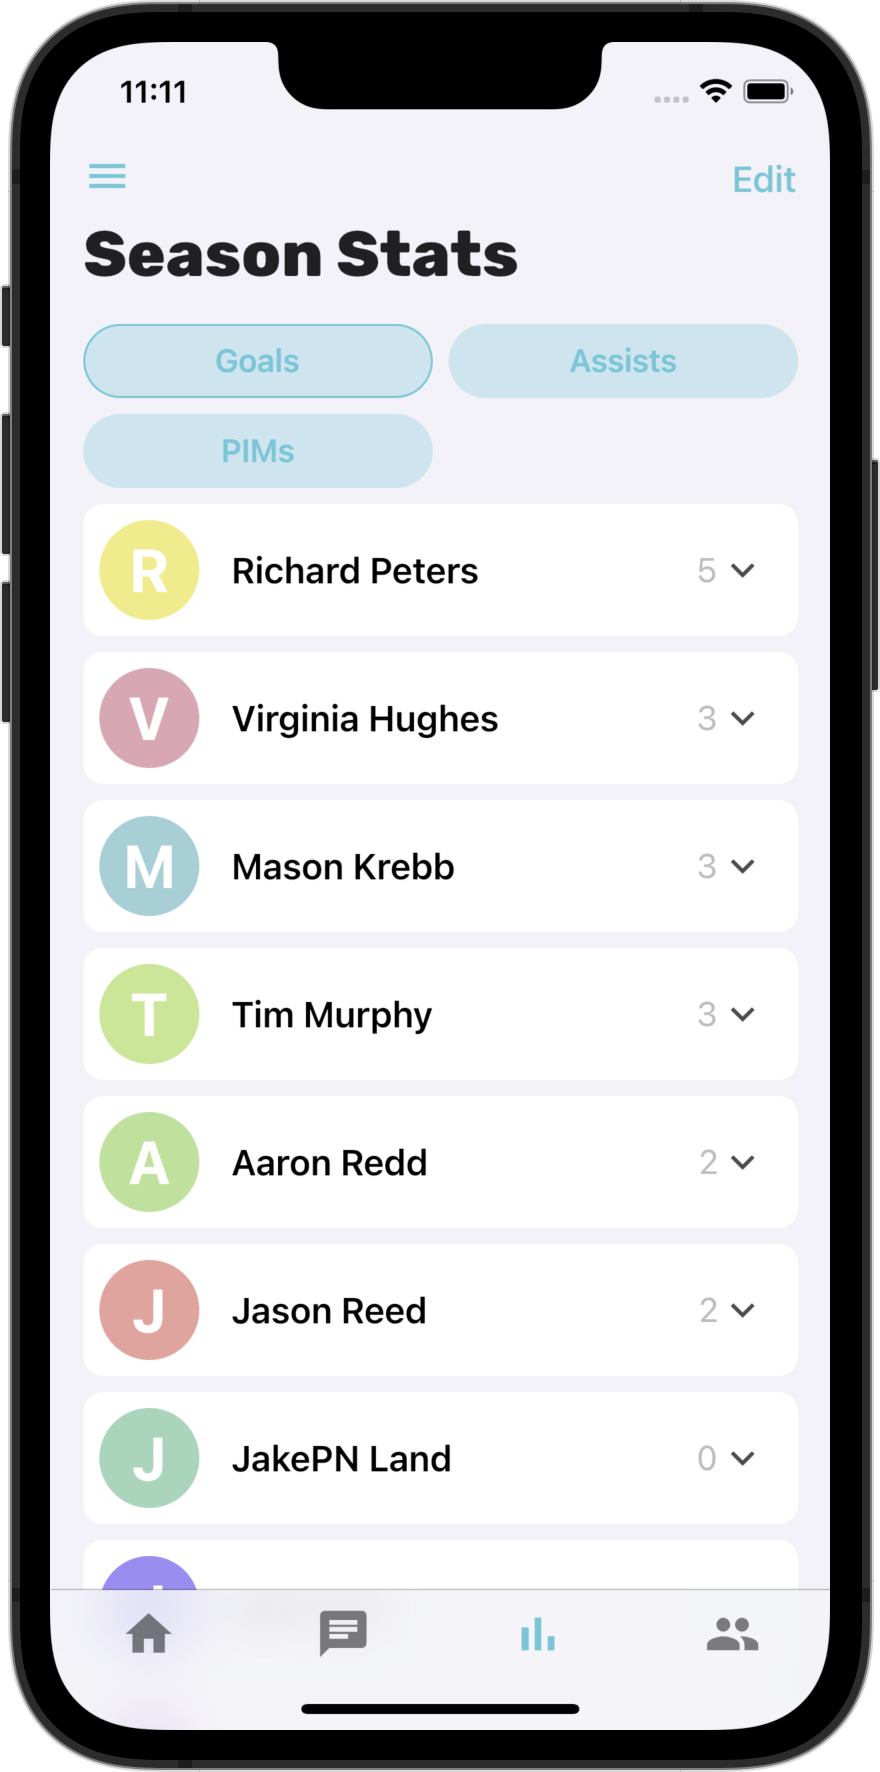 11:11
Edit
Season Stats
Goals
Assists
PIMs
R
Richard Peters
5
V
Virginia Hughes
3
M
Mason Krebb
3
T
Tim Murphy
3
A
Aaron Redd
2
J
Jason Reed
2
J
JakePN Land
0